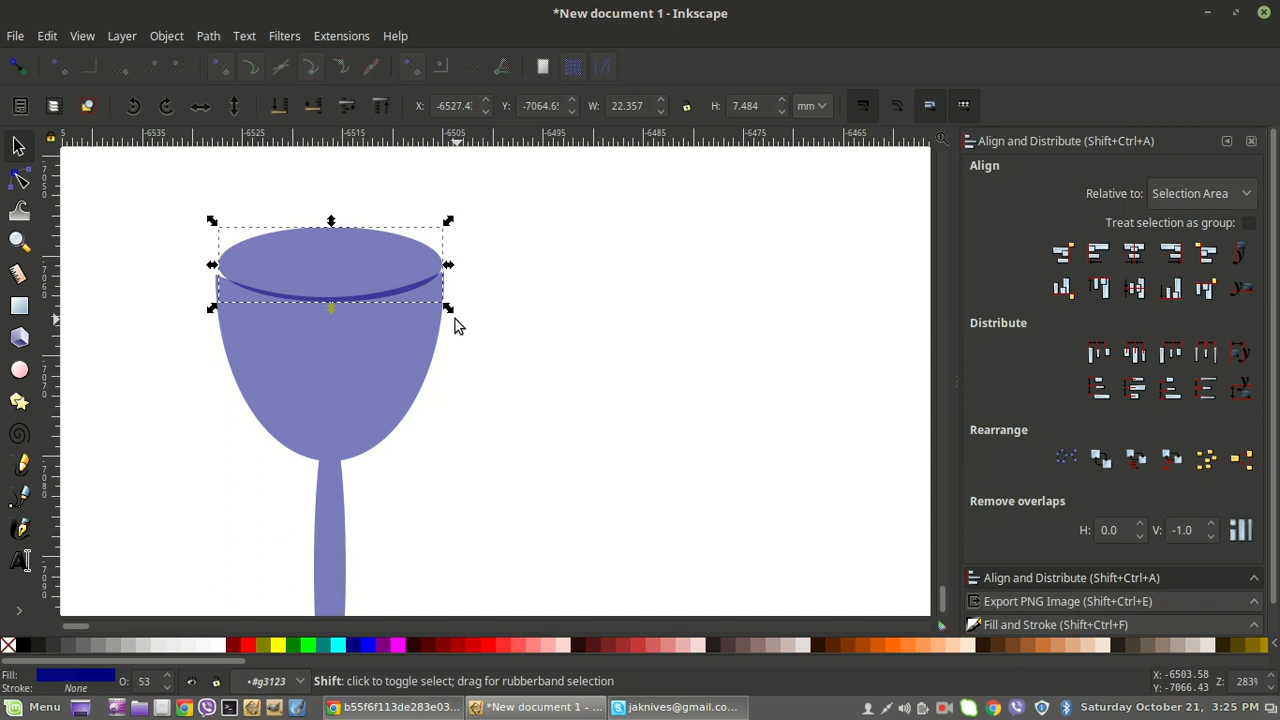 *New document 1 - Inkscape
File Edit View Layer Object Path Text Filters Extensions Help
X: -6527.4 Y: -7064.6 W: 22.357 H: 7.484 mm
5 -6535 -6525 -6515 -6505 -6495 -6485 -6475 -6465
Align and Distribute (Shift+Ctrl+A)
Align
Relative to: Selection Area
Treat selection as group:
Distribute
Rearrange
Remove overlaps
H: 0.0 V: -1.0
Align and Distribute (Shift+Ctrl+A)
Export PNG Image (Shift+Ctrl+E)
Fill and Stroke (Shift+Ctrl+F)
Fill:
Stroke: None
O: 53
•#g3123
Shift: click to toggle select; drag for rubberband selection
X: -6503.58
Y: -7066.43
Z: 283
Menu
b55f6f113de283e03...
*New document 1 - ...
jaknives@gmail.co...
Saturday October 21, 3:25 PM